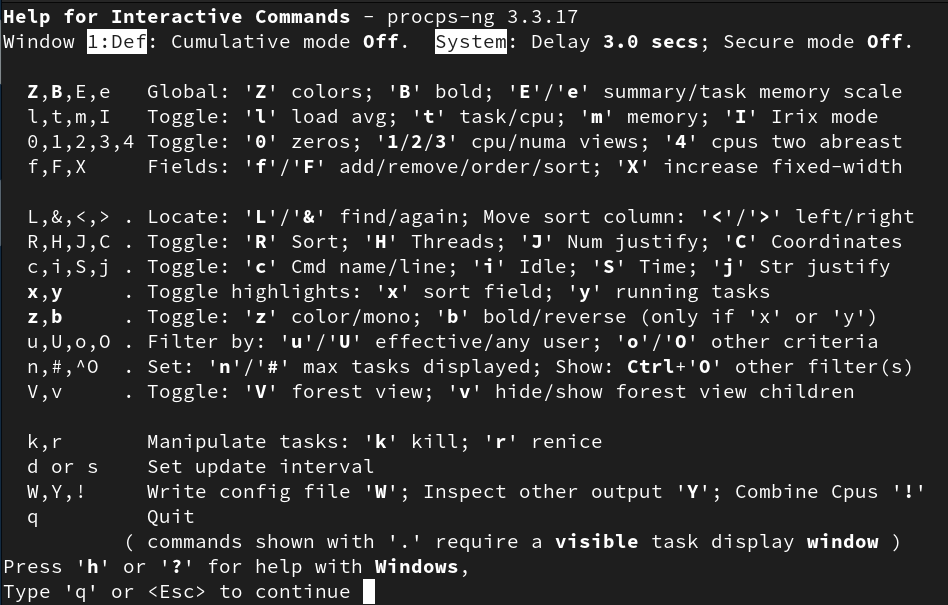 Help for Interactive Commands - procps-ng 3.3.17
Window 1:Def: Cumulative mode Off.  System: Delay 3.0 secs; Secure mode Off.

  Z,B,E,e   Global: 'Z' colors; 'B' bold; 'E'/'e' summary/task memory scale
  l,t,m,I   Toggle: 'l' load avg; 't' task/cpu; 'm' memory; 'I' Irix mode
  0,1,2,3,4 Toggle: '0' zeros; '1/2/3' cpu/numa views; '4' cpus two abreast
  f,F,X     Fields: 'f'/'F' add/remove/order/sort; 'X' increase fixed-width

  L,&,<,> . Locate: 'L'/'&' find/again; Move sort column: '<'/'>' left/right
  R,H,J,C . Toggle: 'R' Sort; 'H' Threads; 'J' Num justify; 'C' Coordinates
  c,i,S,j . Toggle: 'c' Cmd name/line; 'i' Idle; 'S' Time; 'j' Str justify
  x,y     . Toggle highlights: 'x' sort field; 'y' running tasks
  z,b     . Toggle: 'z' color/mono; 'b' bold/reverse (only if 'x' or 'y')
  u,U,o,O . Filter by: 'u'/'U' effective/any user; 'o'/'O' other criteria
  n,#,^O  . Set: 'n'/'#' max tasks displayed; Show: Ctrl+'O' other filter(s)
  V,v     . Toggle: 'V' forest view; 'v' hide/show forest view children

  k,r       Manipulate tasks: 'k' kill; 'r' renice
  d or s    Set update interval
  W,Y,!     Write config file 'W'; Inspect other output 'Y'; Combine Cpus '!'
  q         Quit
          ( commands shown with '.' require a visible task display window )
Press 'h' or '?' for help with Windows,
Type 'q' or <Esc> to continue